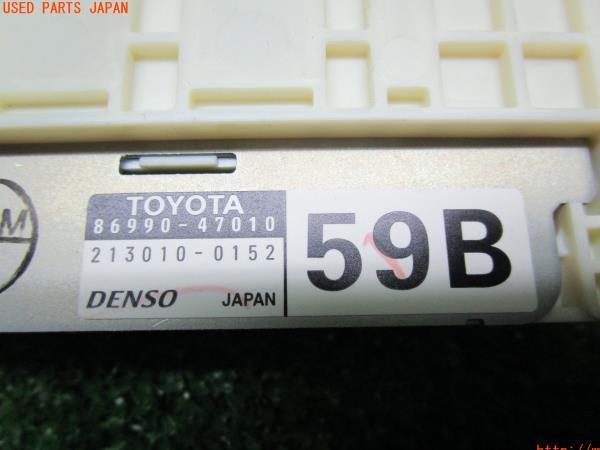 USED PARTS JAPAN
M
TOYOTA
86990-47010
213010-0152
DENSO JAPAN
59B